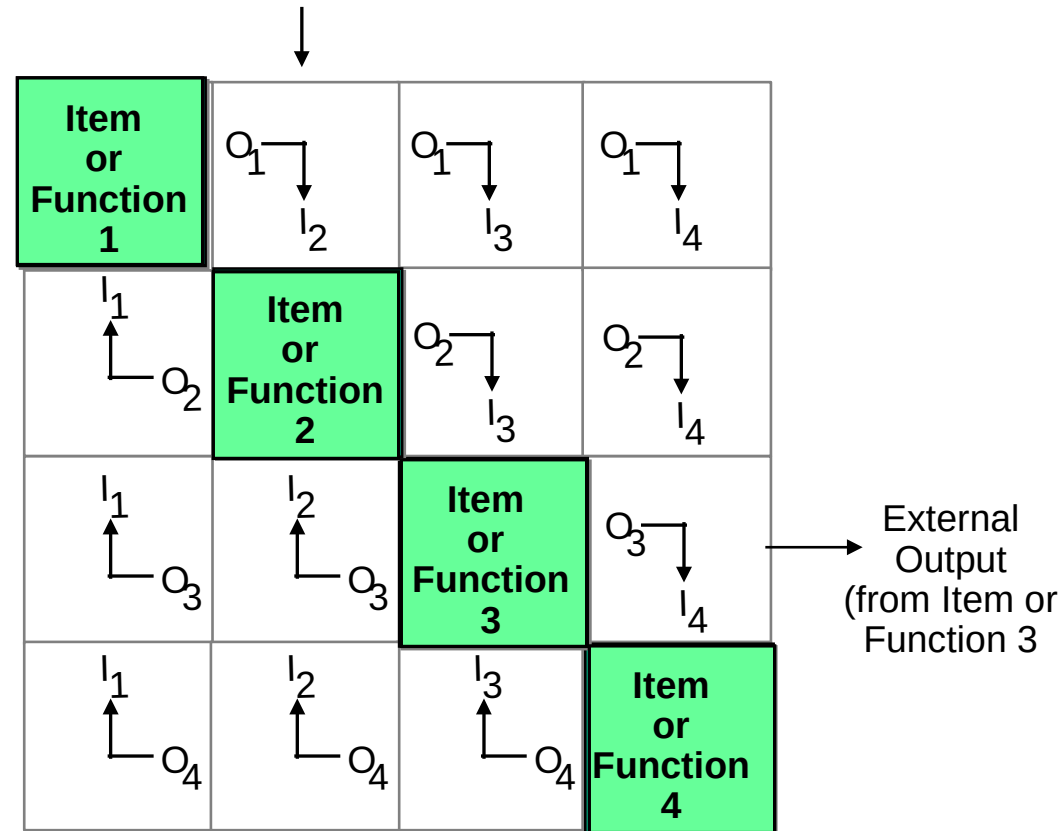 Item
or
Function
1
O1
I2
O1
I3
O1
I4
I1
O2
Item
or
Function
2
O2
I3
O2
I4
I1
O3
I2
O3
Item
or
Function
3
O3
I4
External
Output
(from Item or
Function 3
I1
O4
I2
O4
I3
O4
Item
or
Function
4